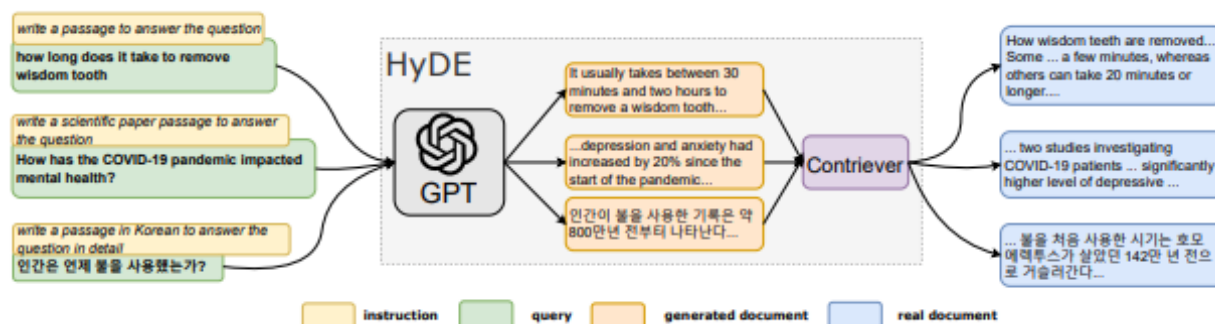 write a passage to answer the question
how long does it take to remove
wisdom tooth
write a scientific paper passage to answer
the question
How has the COVID-19 pandemic impacted
mental health?
write a passage in Korean to answer the
question in detail
인간은 언제 불을 사용했는가?
HyDE
GPT
It usually takes between 30
minutes and two hours to
remove a wisdom tooth...
...depression and anxiety had
increased by 20% since the
start of the pandemic...
인간이 불을 사용한 기록은 약
800만년 전부터 나타난다...
Contriever
How wisdom teeth are removed...
Some ... a few minutes, whereas
others can take 20 minutes or
longer....
... two studies investigating
COVID-19 patients ... significantly
higher level of depressive ...
... 불을 처음 사용한 시기는 호모
에렉투스가 살았던 142만 년 전으
로 거슬러간다...
instruction
query
generated document
real document